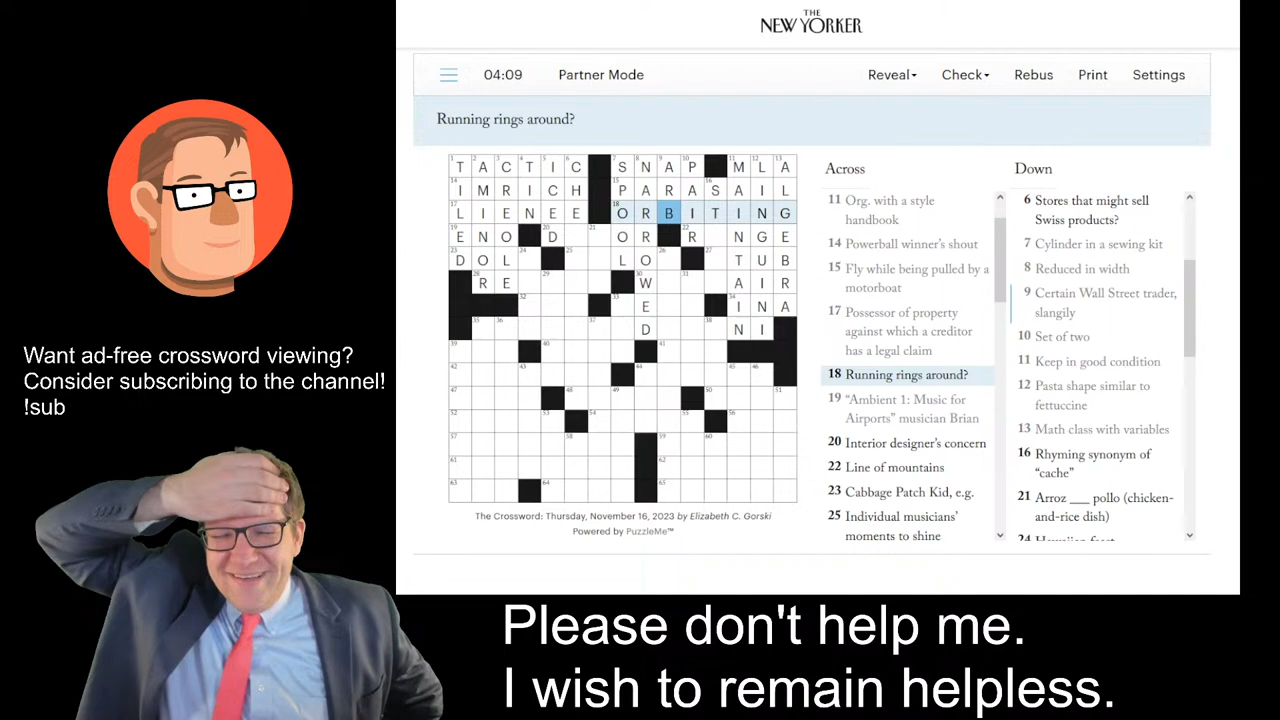 THE
NEW YORKER
04:09 Partner Mode Reveal Check Rebus Print Settings
Running rings around?
T A C T I C S N A P M L A
I M R I C H P A R A S A I L
L I E N E E O R B I T I N G
E N O D O R R N G E
D O L L O T U B
R E W A I R
E I N A
D N I
Across
11 Org. with a style
handbook
14 Powerball winner's shout
15 Fly while being pulled by a
motorboat
17 Possessor of property
against which a creditor
has a legal claim
18 Running rings around?
19 “Ambient 1: Music for
Airports” musician Brian
20 Interior designer's concern
22 Line of mountains
23 Cabbage Patch Kid, e.g.
25 Individual musicians’
moments to shine
Down
6 Stores that might sell
Swiss products?
7 Cylinder in a sewing kit
8 Reduced in width
9 Certain Wall Street trader,
slangily
10 Set of two
11 Keep in good condition
12 Pasta shape similar to
fettuccine
13 Math class with variables
16 Rhyming synonym of
“cache”
21 Arroz ___ pollo (chicken-
and-rice dish)
24 Hawaiian feast
The Crossword: Thursday, November 16, 2023 by Elizabeth C. Gorski
Powered by PuzzleMe™
Want ad-free crossword viewing?
Consider subscribing to the channel!
!sub
Please don't help me.
I wish to remain helpless.